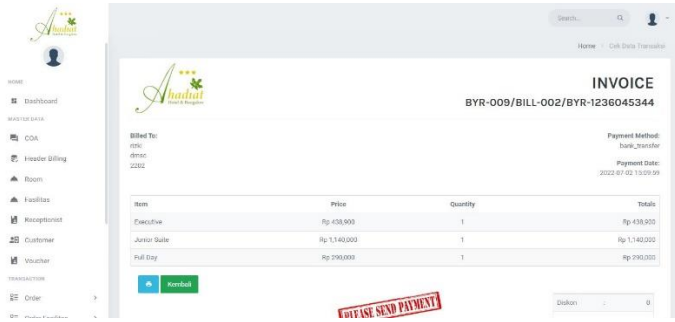 Search...
Ahadiat
Home / Cek Data Transaksi
HOME
Dashboard
MASTER DATA
COA
Header Billing
Room
Fasilitas
Receptionist
Customer
Voucher
TRANSACTION
Order
Order Fasilitas
Ahadiat
Hotel & Bungalow
INVOICE
BYR-009/BILL-002/BYR-1236045344
Billed To:
rizki
dmsc
2202
Payment Method:
bank_transfer
Payment Date:
2022-07-02 15:09:59
Item Price Quantity Totals
Executive Rp 438,900 1 Rp 438,900
Junior Suite Rp 1,140,000 1 Rp 1,140,000
Full Day Rp 290,000 1 Rp 290,000
Kembali
PLEASE SEND PAYMENT!
Diskon : 0